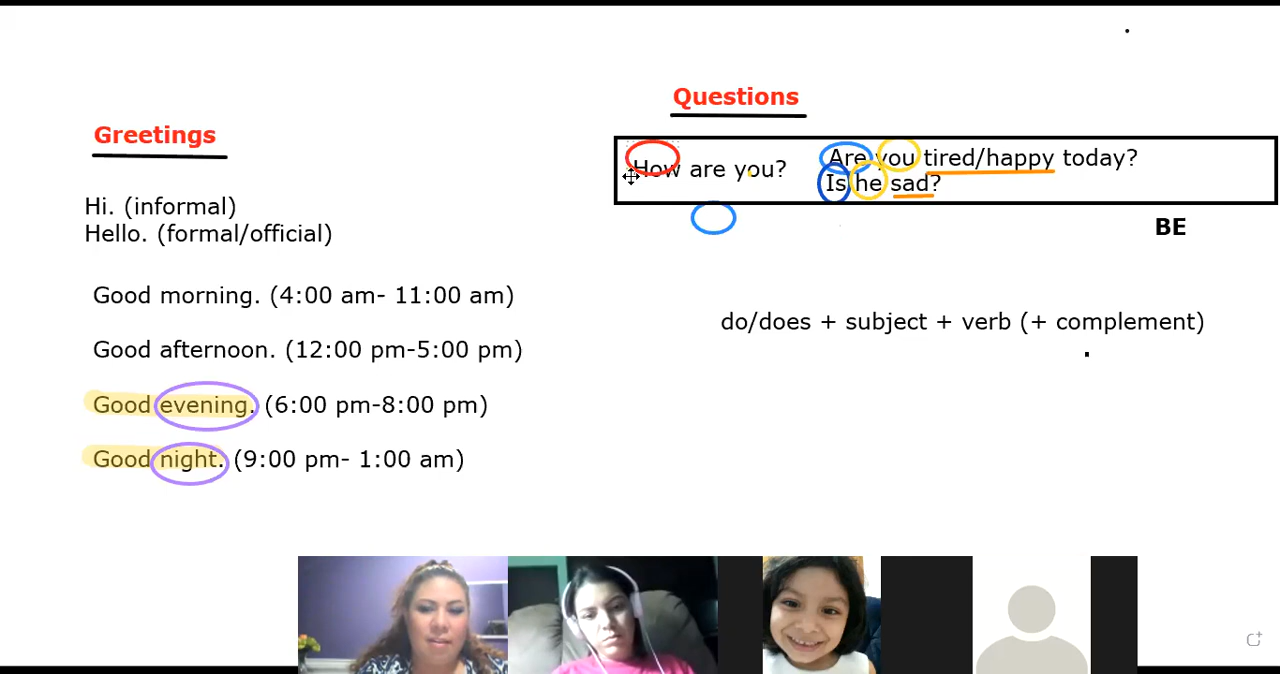 Greetings
Hi. (informal)
Hello. (formal/official)
Good morning. (4:00 am- 11:00 am)
Good afternoon. (12:00 pm-5:00 pm)
Good evening. (6:00 pm-8:00 pm)
Good night. (9:00 pm- 1:00 am)
Questions
How are you?
Are you tired/happy today?
Is he sad?
BE
do/does + subject + verb (+ complement)